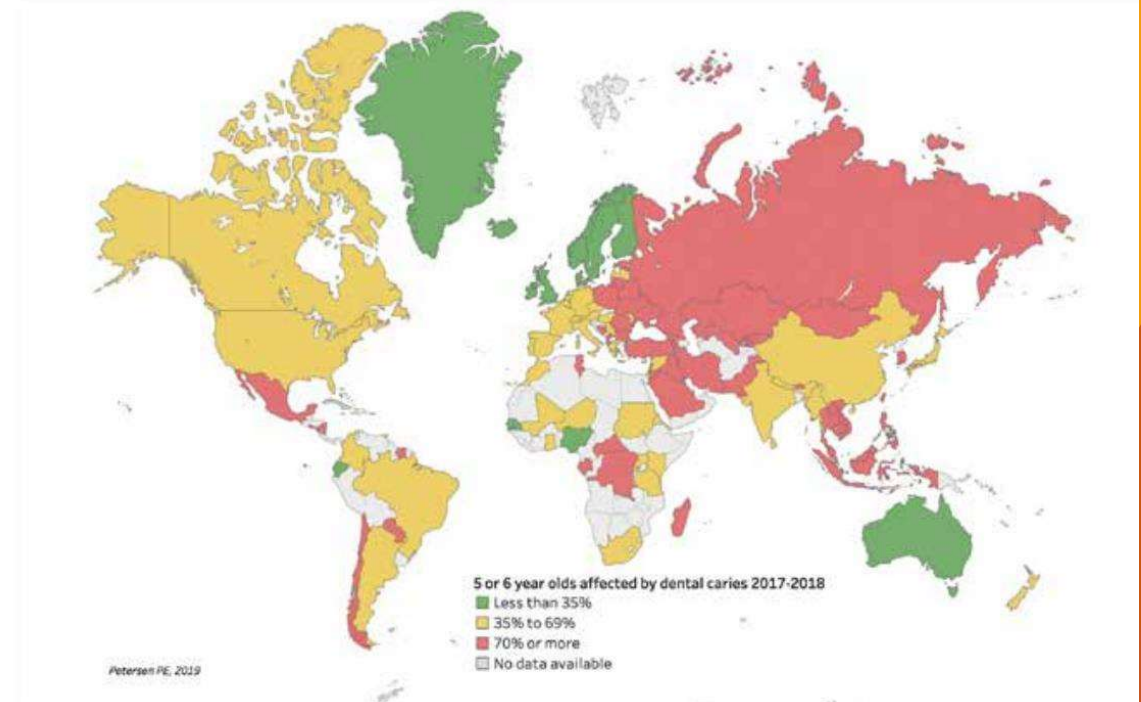 5 or 6 year olds affected by dental caries 2017-2018
Less than 35%
35% to 69%
70% or more
No data available
Petersen PE, 2019